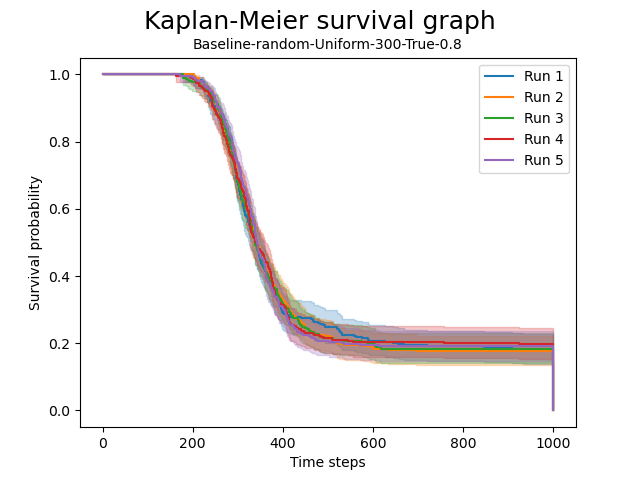 Kaplan-Meier survival graph
Baseline-random-Uniform-300-True-0.8
Run 1
Run 2
Run 3
Run 4
Run 5
Survival probability
1.0
0.8
0.6
0.4
0.2
0.0
0 200 400 600 800 1000
Time steps